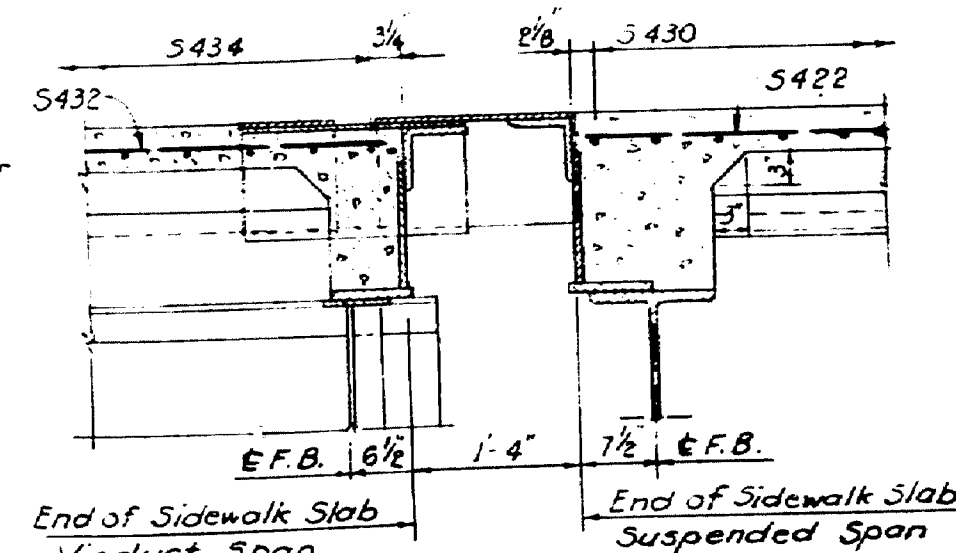 S434
3¼"
2⅛"
S430
S432
S422
3"
3"
℄ F.B.
6½"
1'-4"
7½"
℄ F.B.
End of Sidewalk Slab
Viaduct Span
End of Sidewalk Slab
Suspended Span